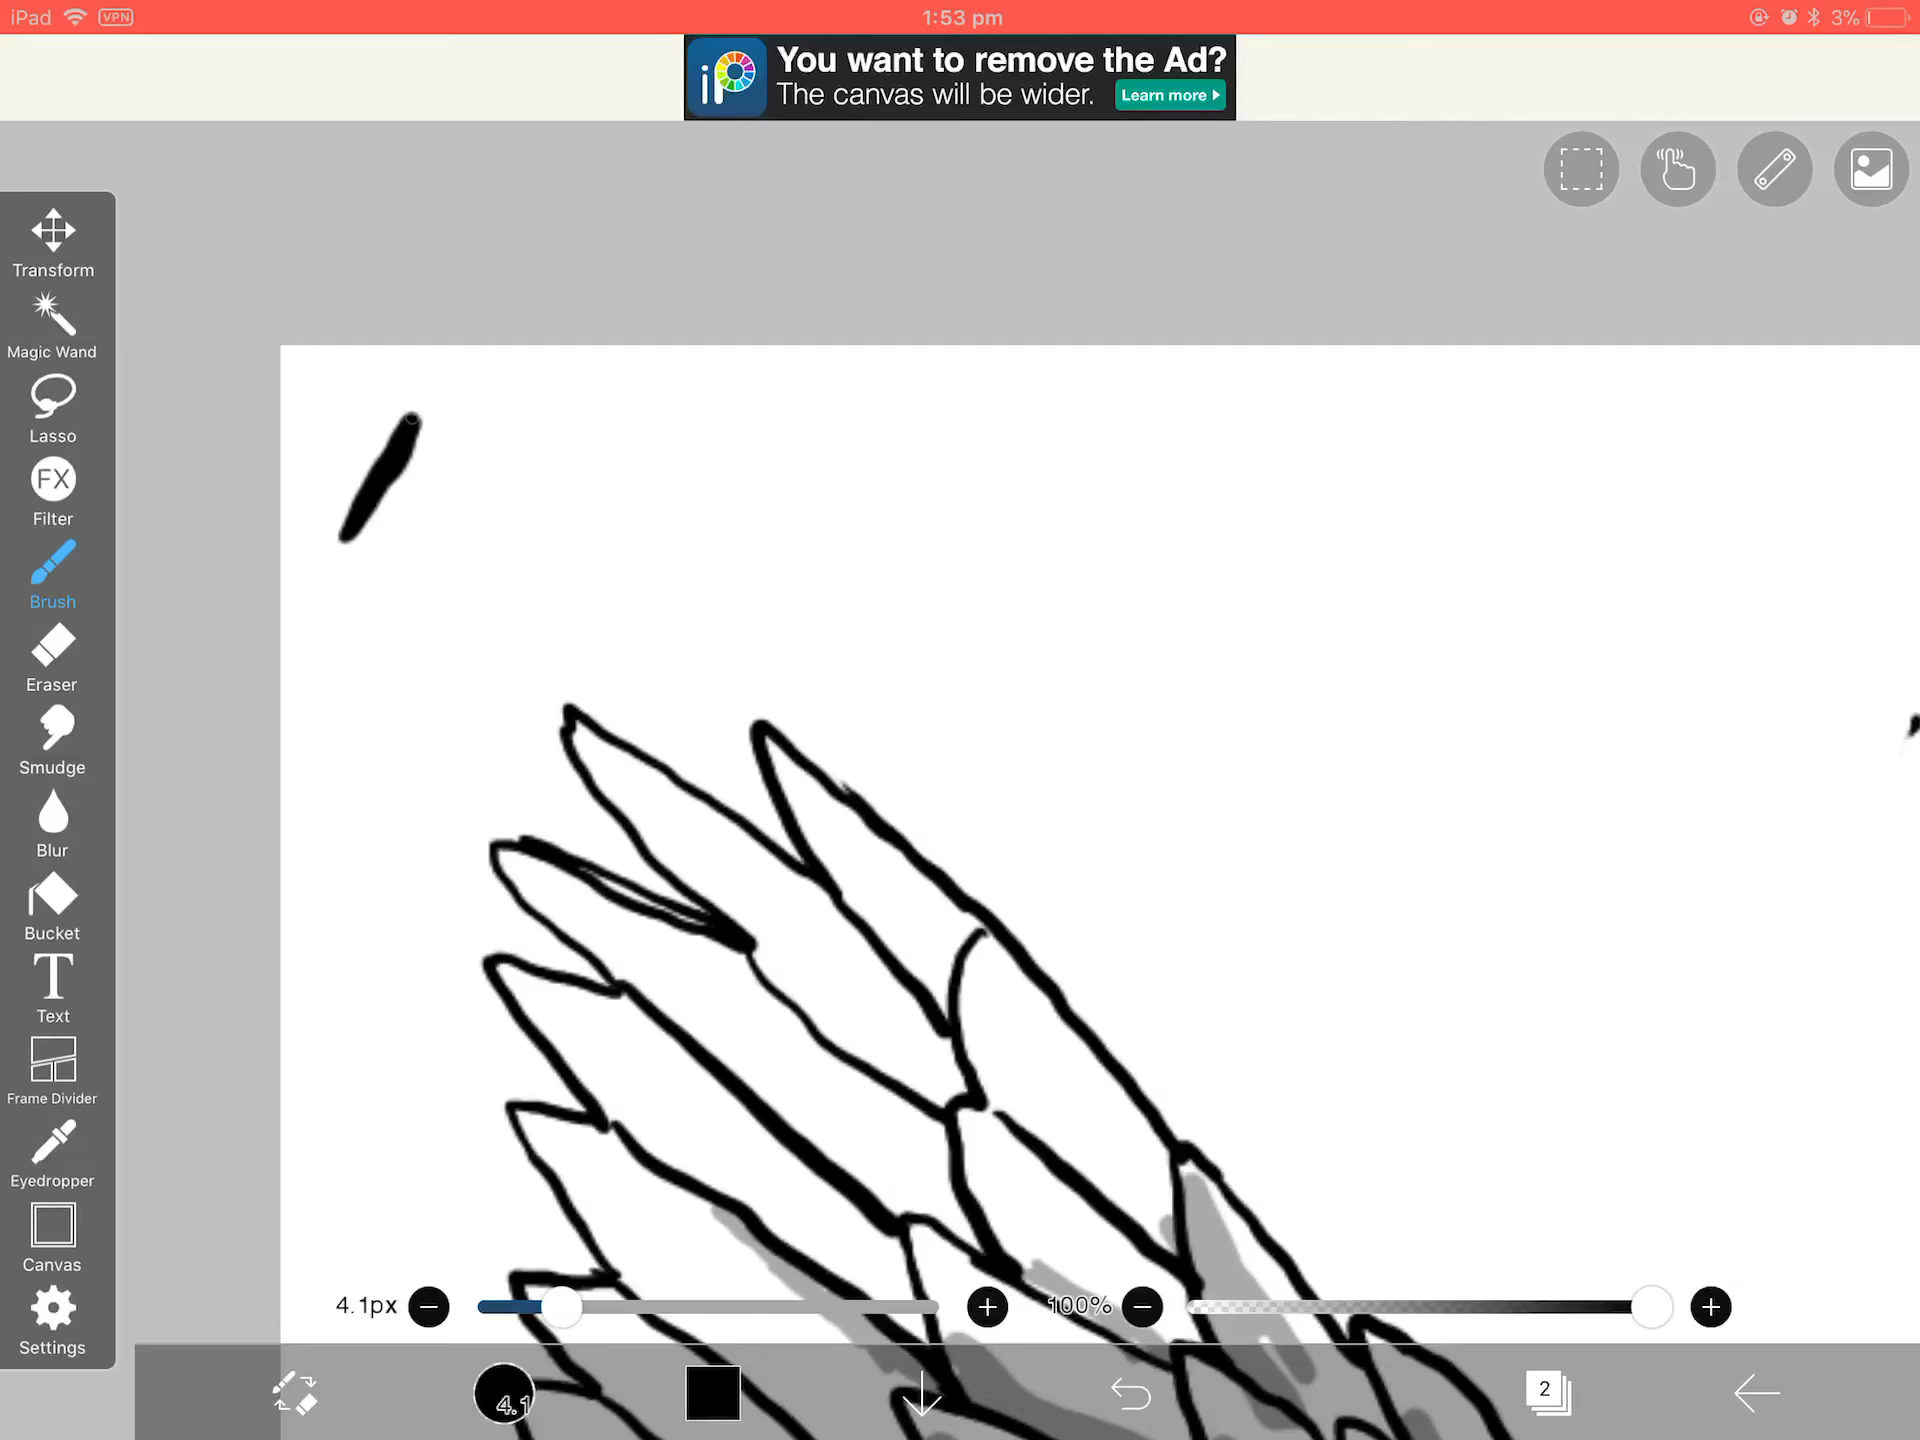 iPad VPN 1:53 pm 3%
iP You want to remove the Ad?
The canvas will be wider. Learn more
Transform
Magic Wand
Lasso
FX
Filter
Brush
Eraser
Smudge
Blur
Bucket
T
Text
Frame Divider
Eyedropper
Canvas
Settings
4.1px 100%
4.1 2